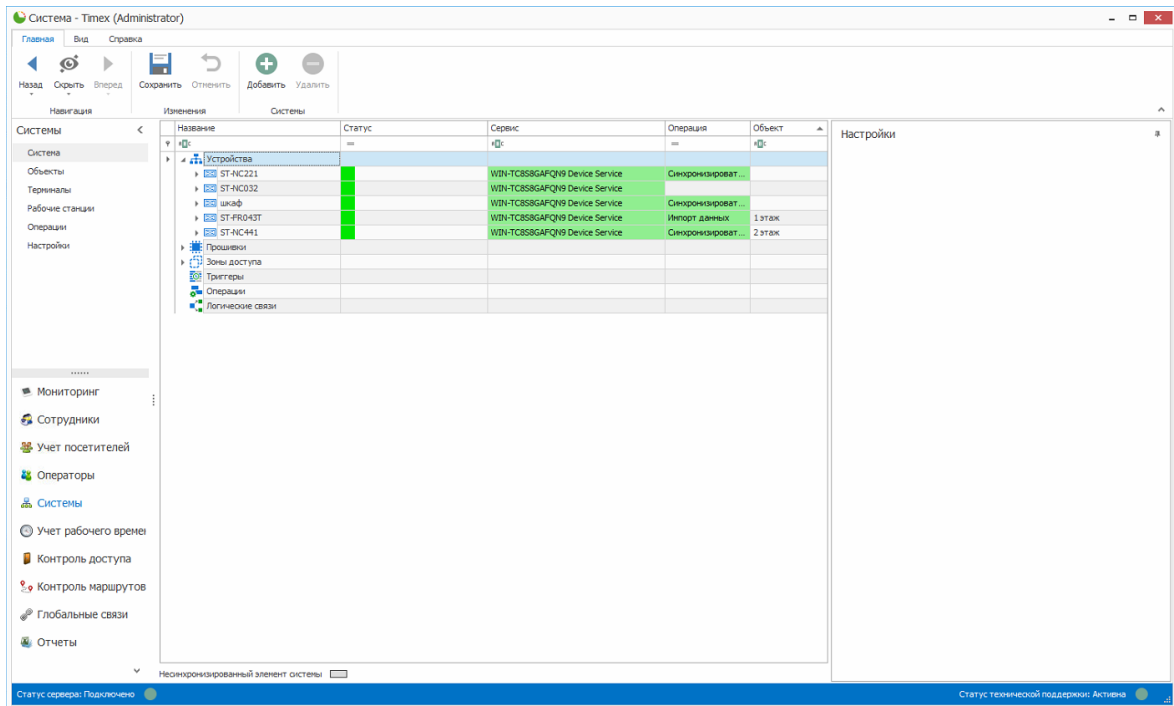 Система - Timex (Administrator)
Главная Вид Справка
Назад Скрыть Вперед Сохранить Отменить Добавить Удалить
Навигация Изменения Системы
Системы
Система
Объекты
Терминалы
Рабочие станции
Операции
Настройки
Мониторинг
Сотрудники
Учет посетителей
Операторы
Системы
Учет рабочего времен
Контроль доступа
Контроль маршрутов
Глобальные связи
Отчеты
Название Статус Сервис Операция Объект
Устройства
ST-NC221 WIN-TC8S8GAFQN9 Device Service Синхронизироват...
ST-NC032 WIN-TC8S8GAFQN9 Device Service
шкаф WIN-TC8S8GAFQN9 Device Service Синхронизироват...
ST-FR043T WIN-TC8S8GAFQN9 Device Service Импорт данных 1 этаж
ST-NC441 WIN-TC8S8GAFQN9 Device Service Синхронизироват... 2 этаж
Прошивки
Зоны доступа
Триггеры
Операции
Логические связи
Несинхронизированный элемент системы
Настройки
Статус сервера: Подключено Статус технической поддержки: Активна